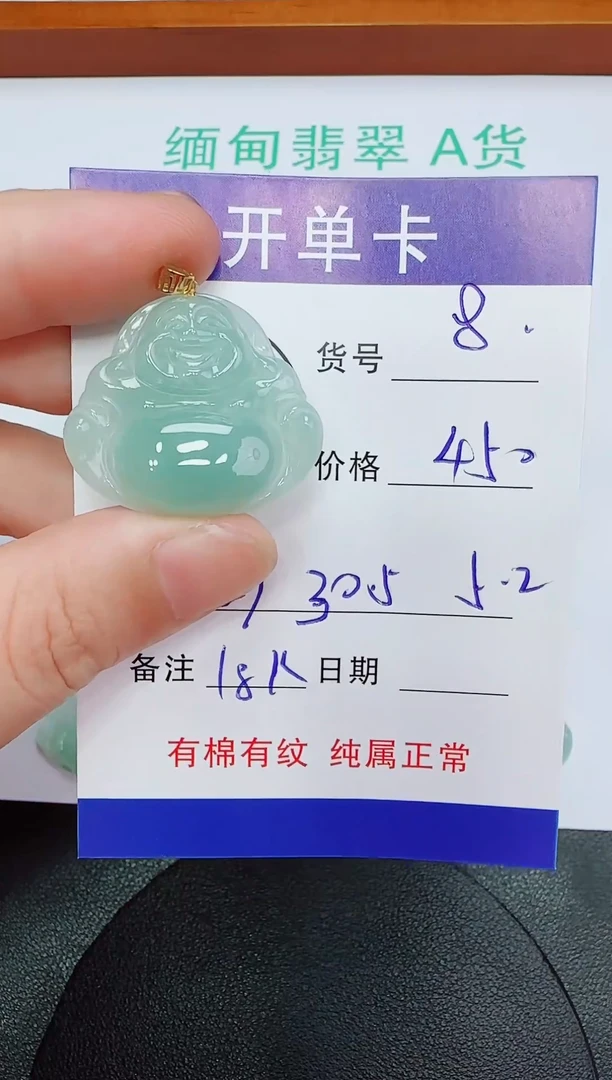 缅甸翡翠 A货
开单卡
货号 8.
价格 450
305 5.2
备注 18K 日期
有棉有纹 纯属正常